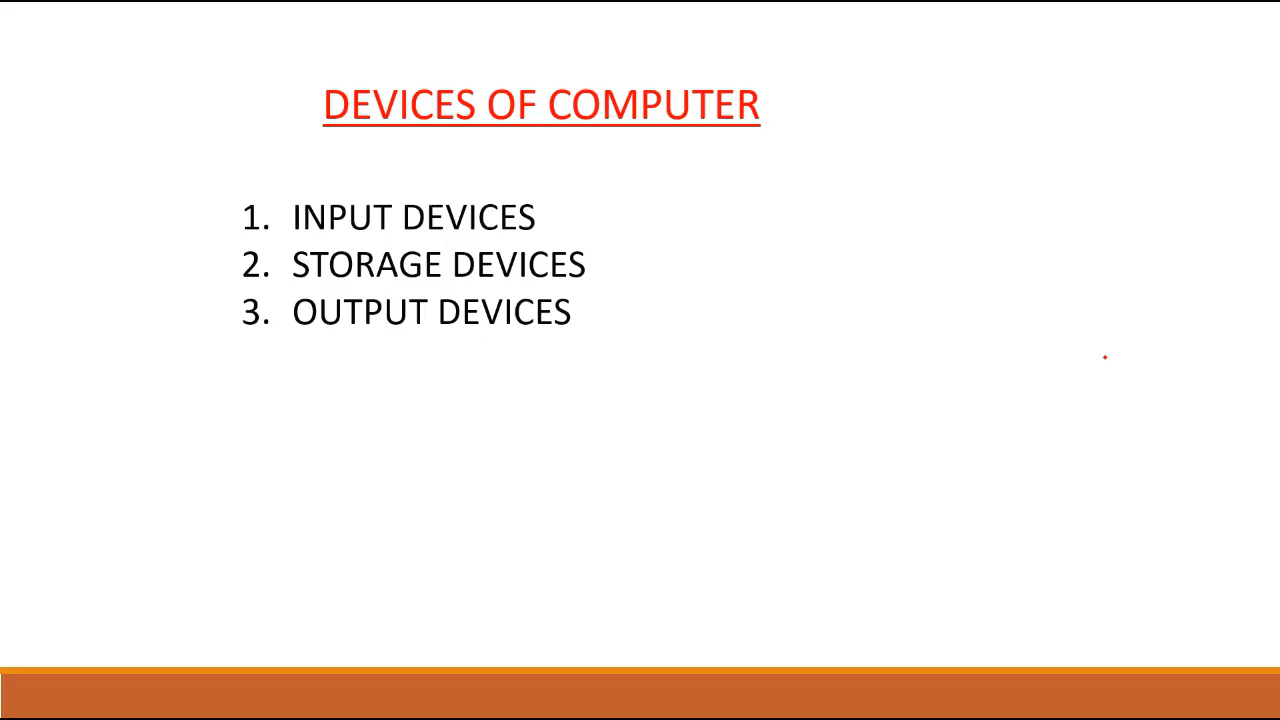 DEVICES OF COMPUTER
1. INPUT DEVICES
2. STORAGE DEVICES
3. OUTPUT DEVICES